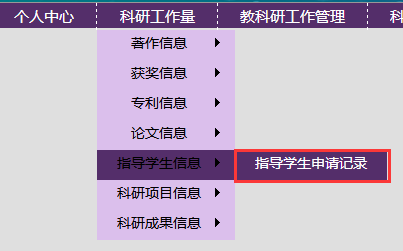 个人中心 科研工作量 教科研工作管理 科
著作信息
获奖信息
专利信息
论文信息
指导学生信息 指导学生申请记录
科研项目信息
科研成果信息